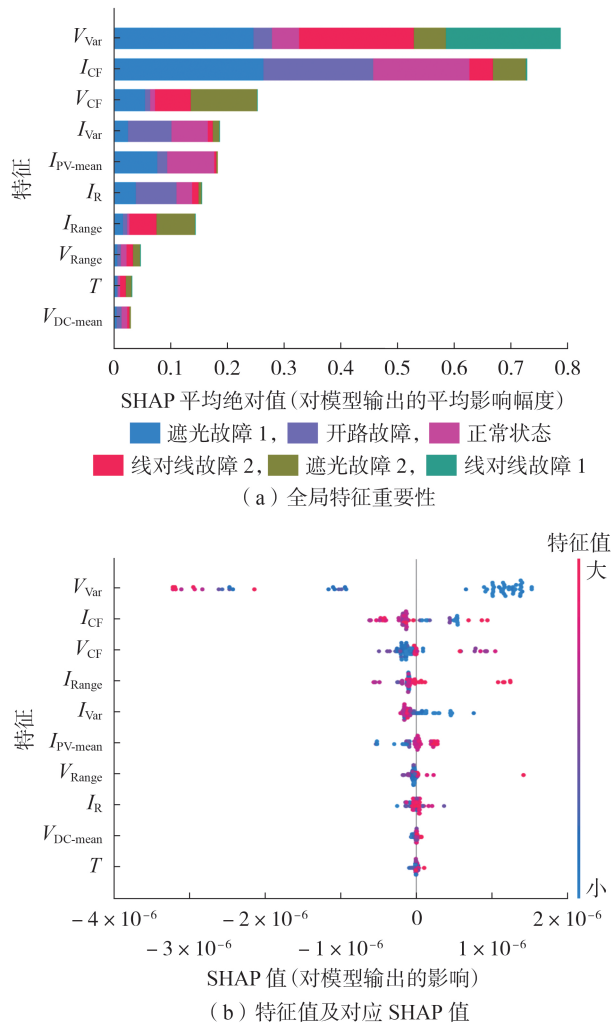 特征
V_Var
I_CF
V_CF
I_Var
I_PV-mean
I_R
I_Range
V_Range
T
V_DC-mean
0 0.1 0.2 0.3 0.4 0.5 0.6 0.7 0.8
SHAP 平均绝对值(对模型输出的平均影响幅度)
遮光故障 1, 开路故障, 正常状态
线对线故障 2, 遮光故障 2, 线对线故障 1
(a) 全局特征重要性
特征值
大
特征
V_Var
I_CF
V_CF
I_Range
I_Var
I_PV-mean
V_Range
I_R
V_DC-mean
T
小
−4×10^-6 −2×10^-6 0 2×10^-6
−3×10^-6 −1×10^-6 1×10^-6
SHAP 值(对模型输出的影响)
(b) 特征值及对应 SHAP 值